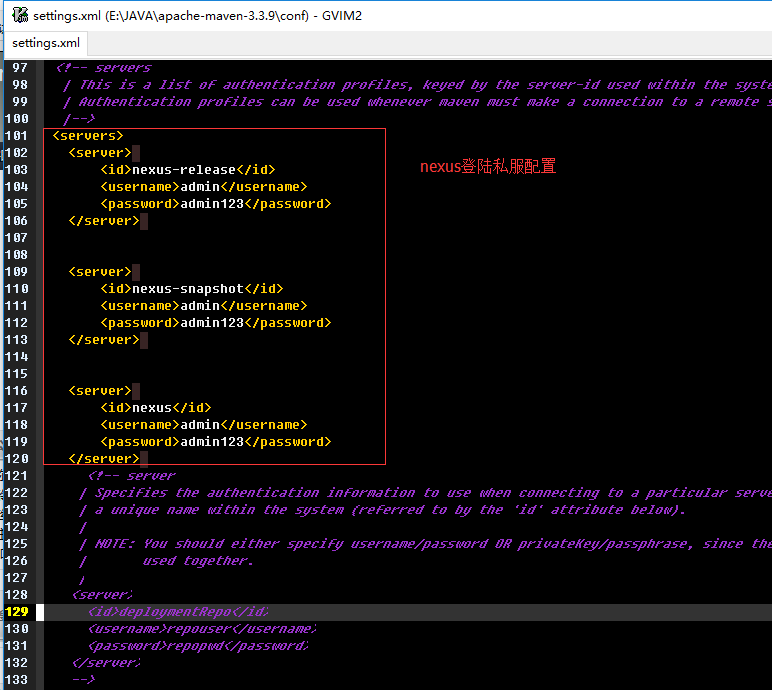 settings.xml (E:\JAVA\apache-maven-3.3.9\conf) - GVIM2
settings.xml
97 <!-- servers
98 | This is a list of authentication profiles, keyed by the server-id used within the syste
99 | Authentication profiles can be used whenever maven must make a connection to a remote s
100 |-->
101 <servers>
102 <server>
103 <id>nexus-release</id>
nexus登陆私服配置
104 <username>admin</username>
105 <password>admin123</password>
106 </server>
107
108
109 <server>
110 <id>nexus-snapshot</id>
111 <username>admin</username>
112 <password>admin123</password>
113 </server>
114
115
116 <server>
117 <id>nexus</id>
118 <username>admin</username>
119 <password>admin123</password>
120 </server>
121 <!-- server
122 | Specifies the authentication information to use when connecting to a particular serve
123 | a unique name within the system (referred to by the 'id' attribute below).
124 |
125 | NOTE: You should either specify username/password OR privateKey/passphrase, since the
126 | used together.
127 |
128 <server>
129 <id>deploymentRepo</id>
130 <username>repouser</username>
131 <password>repopwd</password>
132 </server>
133 -->